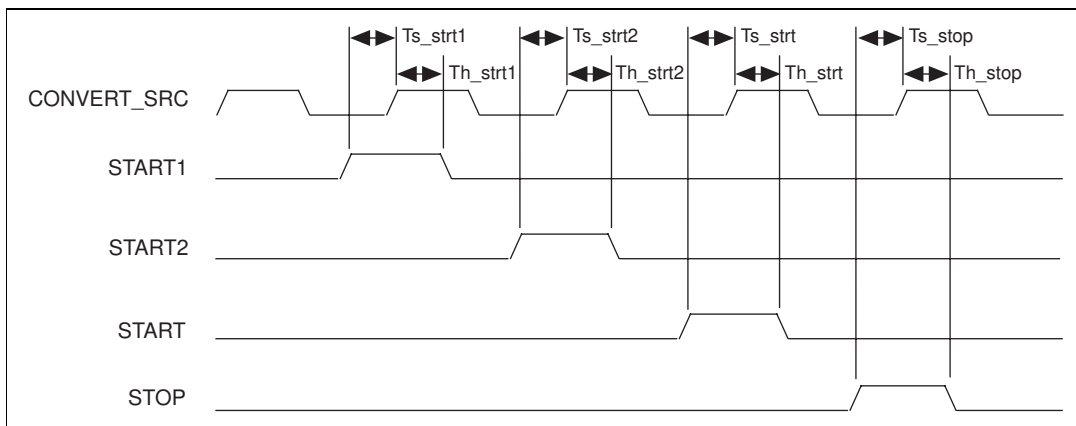 Ts_strt1 Ts_strt2 Ts_strt Ts_stop
Th_strt1 Th_strt2 Th_strt Th_stop
CONVERT_SRC
START1
START2
START
STOP